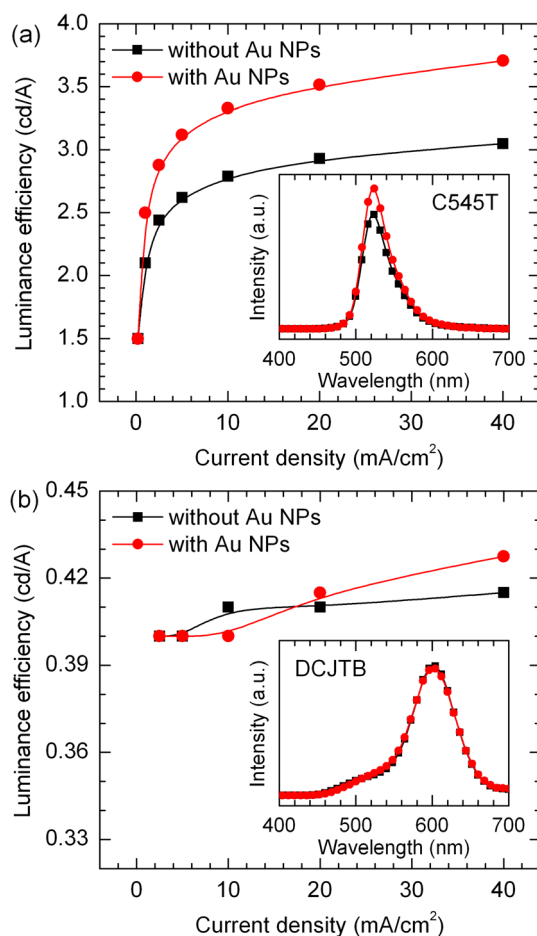 (a)
4.0
3.5
3.0
2.5
2.0
1.5
1.0
Luminance efficiency (cd/A)
without Au NPs
with Au NPs
C545T
Intensity (a.u.)
400 500 600 700
Wavelength (nm)
0 10 20 30 40
Current density (mA/cm²)
(b)
0.45
0.42
0.39
0.36
0.33
Luminance efficiency (cd/A)
without Au NPs
with Au NPs
DCJTB
Intensity (a.u.)
400 500 600 700
Wavelength (nm)
0 10 20 30 40
Current density (mA/cm²)